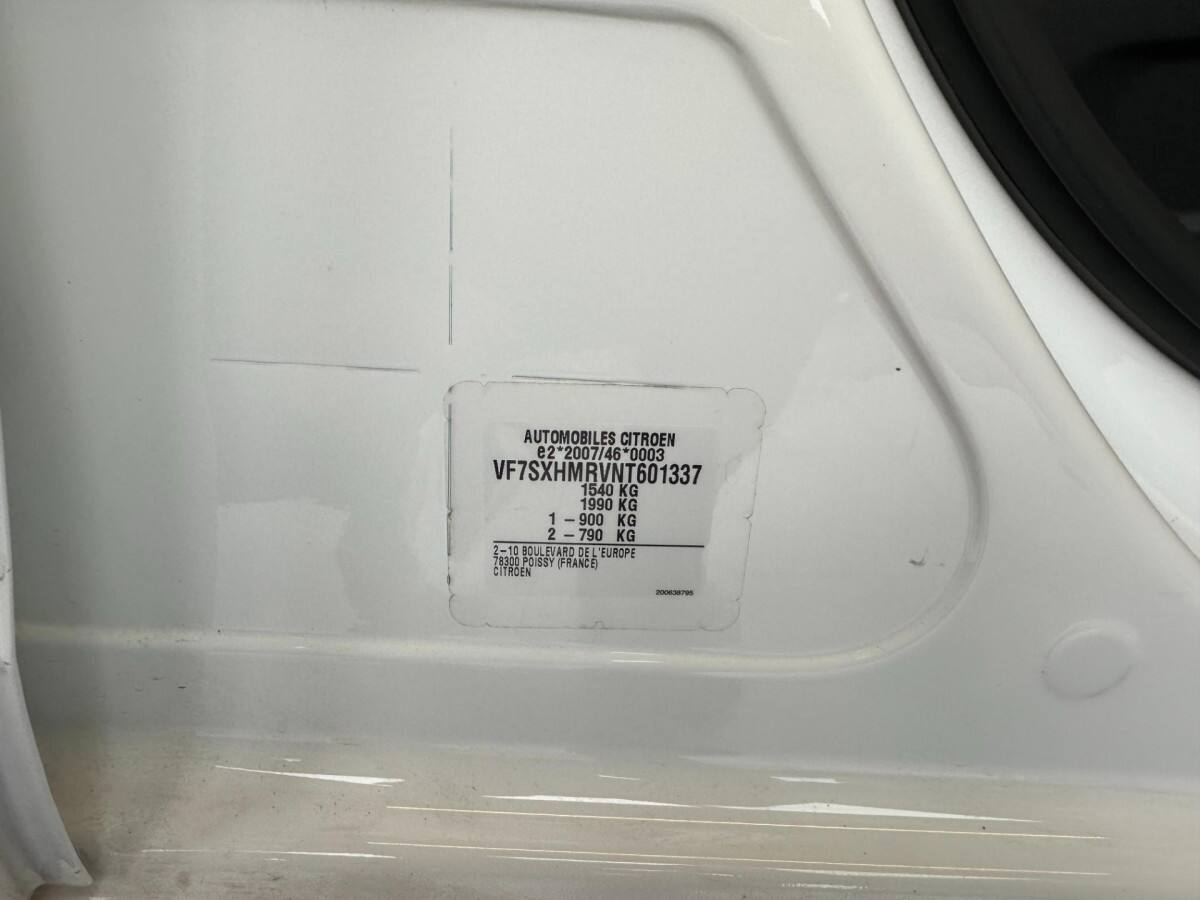 AUTOMOBILES CITROEN
e2*2007/46*0003
VF7SXHMRVNT601337
1540 KG
1990 KG
1 – 900 KG
2 – 790 KG
2–10 BOULEVARD DE L'EUROPE
78300 POISSY (FRANCE)
CITROEN
200638795